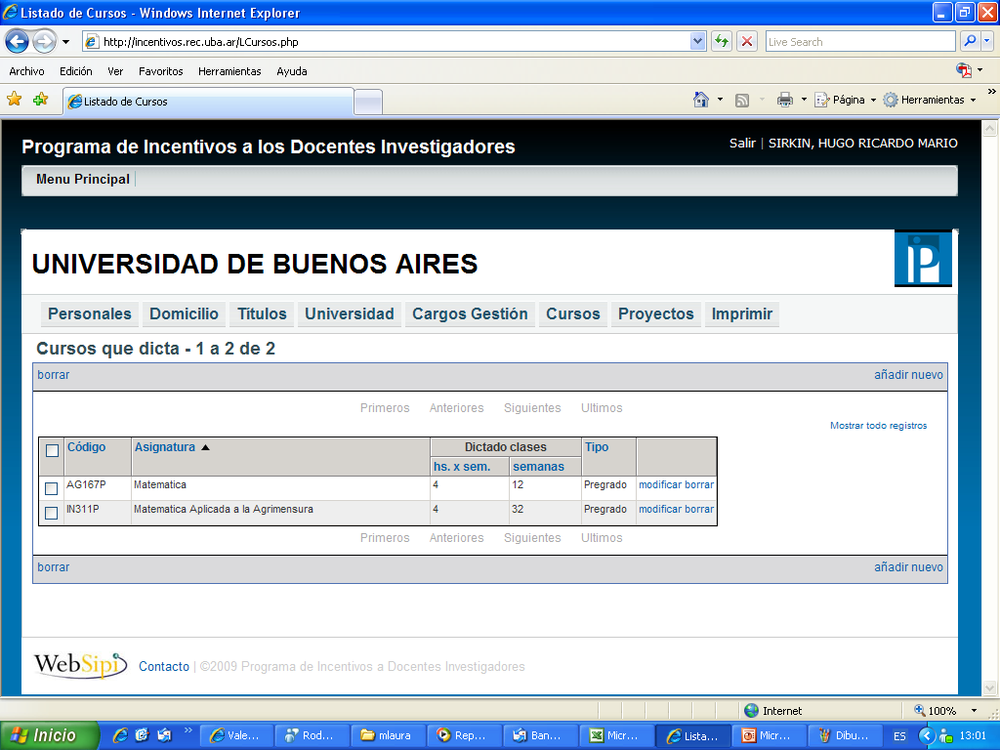 Listado de Cursos - Windows Internet Explorer
http://incentivos.rec.uba.ar/LCursos.php
Live Search
Archivo Edición Ver Favoritos Herramientas Ayuda
Listado de Cursos
Página Herramientas »
Programa de Incentivos a los Docentes Investigadores
Salir | SIRKIN, HUGO RICARDO MARIO
Menu Principal
UNIVERSIDAD DE BUENOS AIRES
Personales Domicilio Titulos Universidad Cargos Gestión Cursos Proyectos Imprimir
Cursos que dicta - 1 a 2 de 2
borrar añadir nuevo
Primeros Anteriores Siguientes Ultimos
Mostrar todo registros
Código Asignatura Dictado clases Tipo
hs. x sem. semanas
AG167P Matematica 4 12 Pregrado modificar borrar
IN311P Matematica Aplicada a la Agrimensura 4 32 Pregrado modificar borrar
Primeros Anteriores Siguientes Ultimos
borrar añadir nuevo
WebSipi Contacto | ©2009 Programa de Incentivos a Docentes Investigadores
Internet 100%
Inicio » Vale... Rod... mlaura Rep... Ban... Micr... Lista... Micr... Dibu... ES 13:01